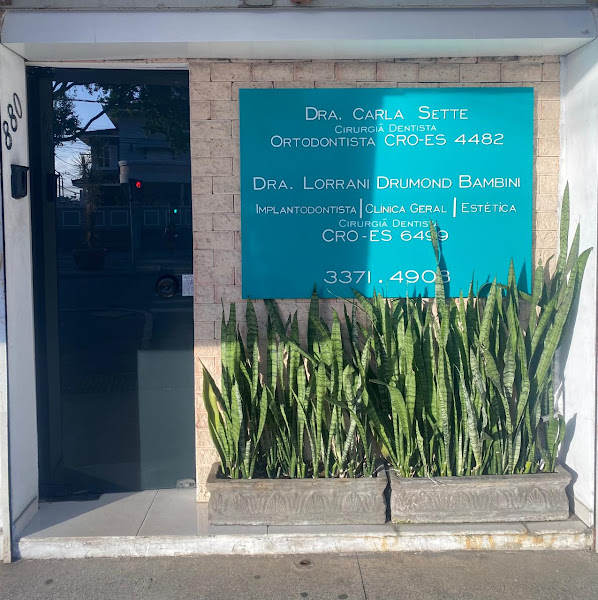 880
DRA. CARLA SETTE
CIRURGIÃ DENTISTA
ORTODONTISTA CRO-ES 4482
DRA. LORRANI DRUMOND BAMBINI
IMPLANTODONTISTA | CLÍNICA GERAL | ESTÉTICA
CIRURGIÃ DENTISTA
CRO-ES 6499
3371.4903